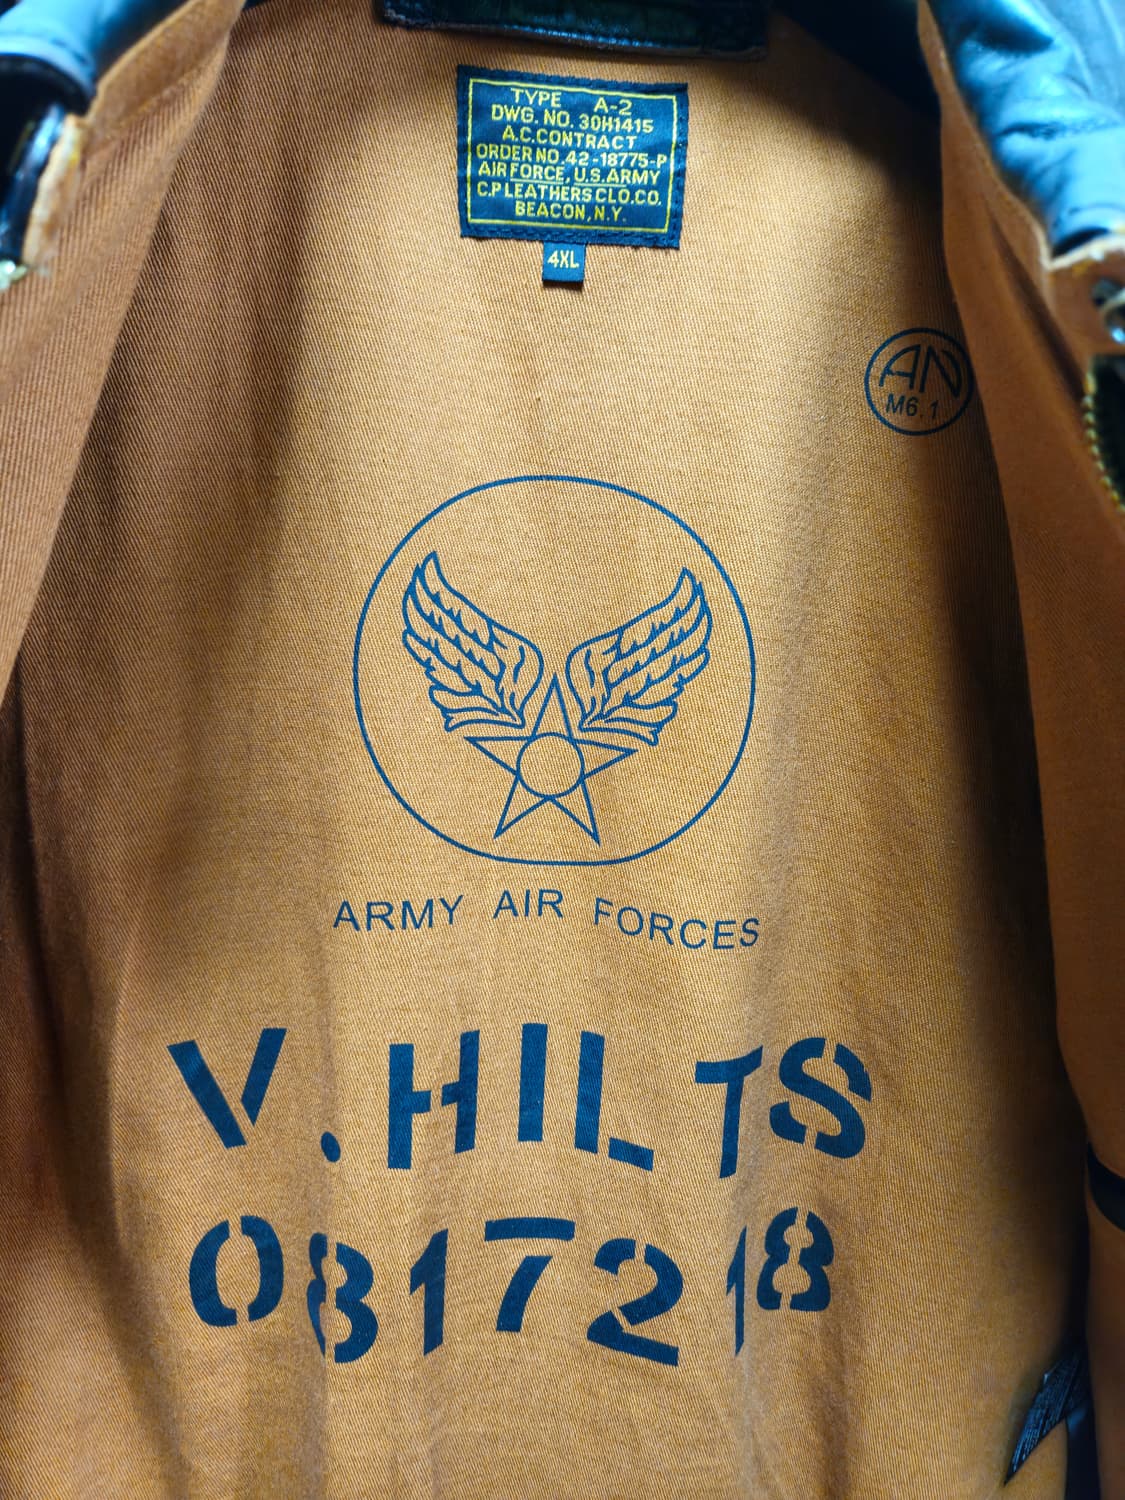 TYPE A-2
DWG. NO. 30H1415
A.C.CONTRACT
ORDER NO. 42-18775-P
AIR FORCE, U.S.ARMY
C.P LEATHERS CLO.CO.
BEACON, N.Y.
4XL
AN
M6.1
ARMY AIR FORCES
V.HILTS
0817218